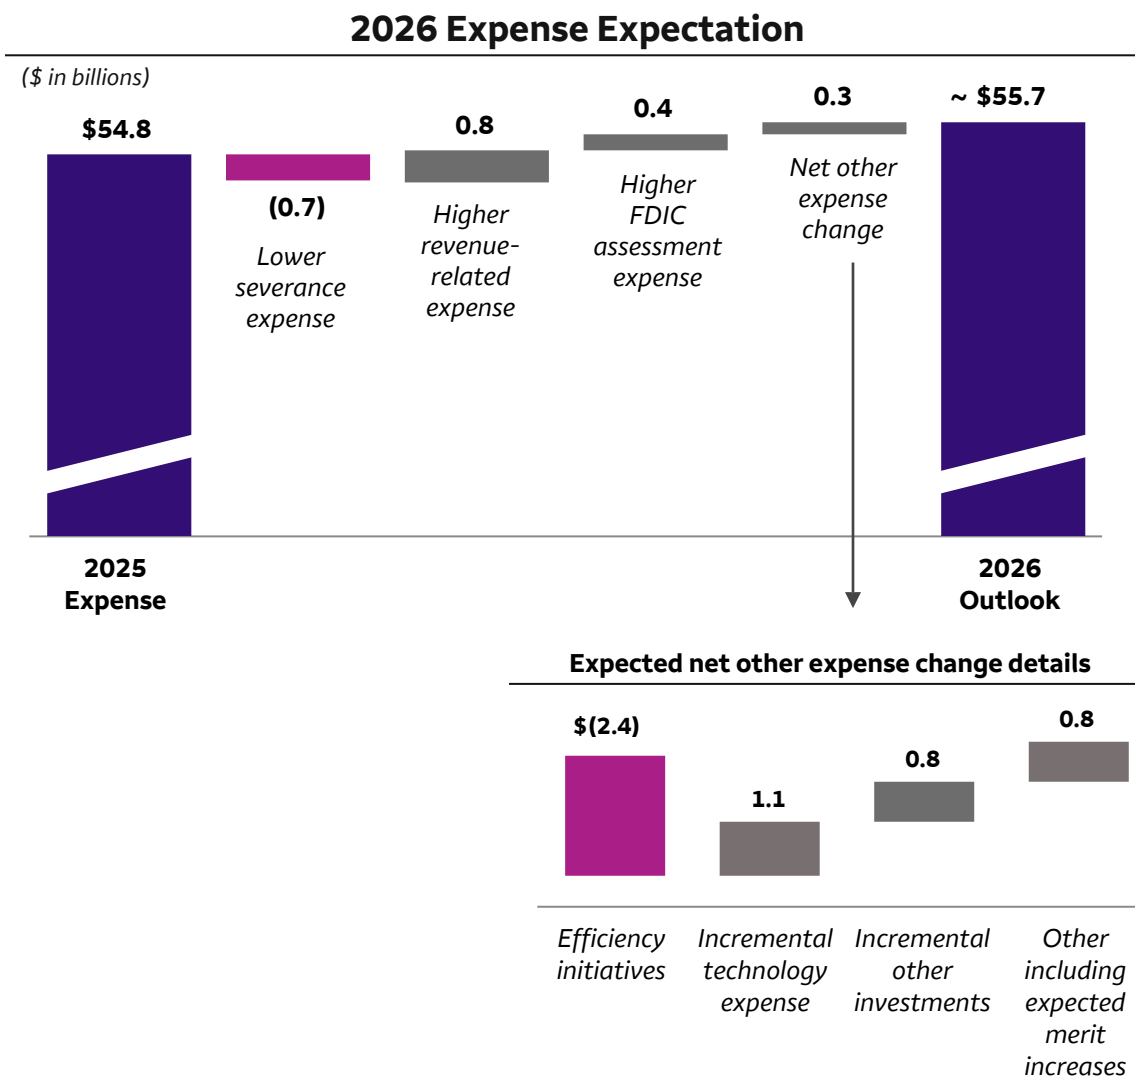 2026 Expense Expectation
($ in billions)
$54.8
(0.7)
Lower
severance
expense
0.8
Higher
revenue-
related
expense
0.4
Higher
FDIC
assessment
expense
0.3
Net other
expense
change
~ $55.7
2025
Expense
2026
Outlook
Expected net other expense change details
$(2.4)
1.1
0.8
0.8
Efficiency
initiatives
Incremental
technology
expense
Incremental
other
investments
Other
including
expected
merit
increases